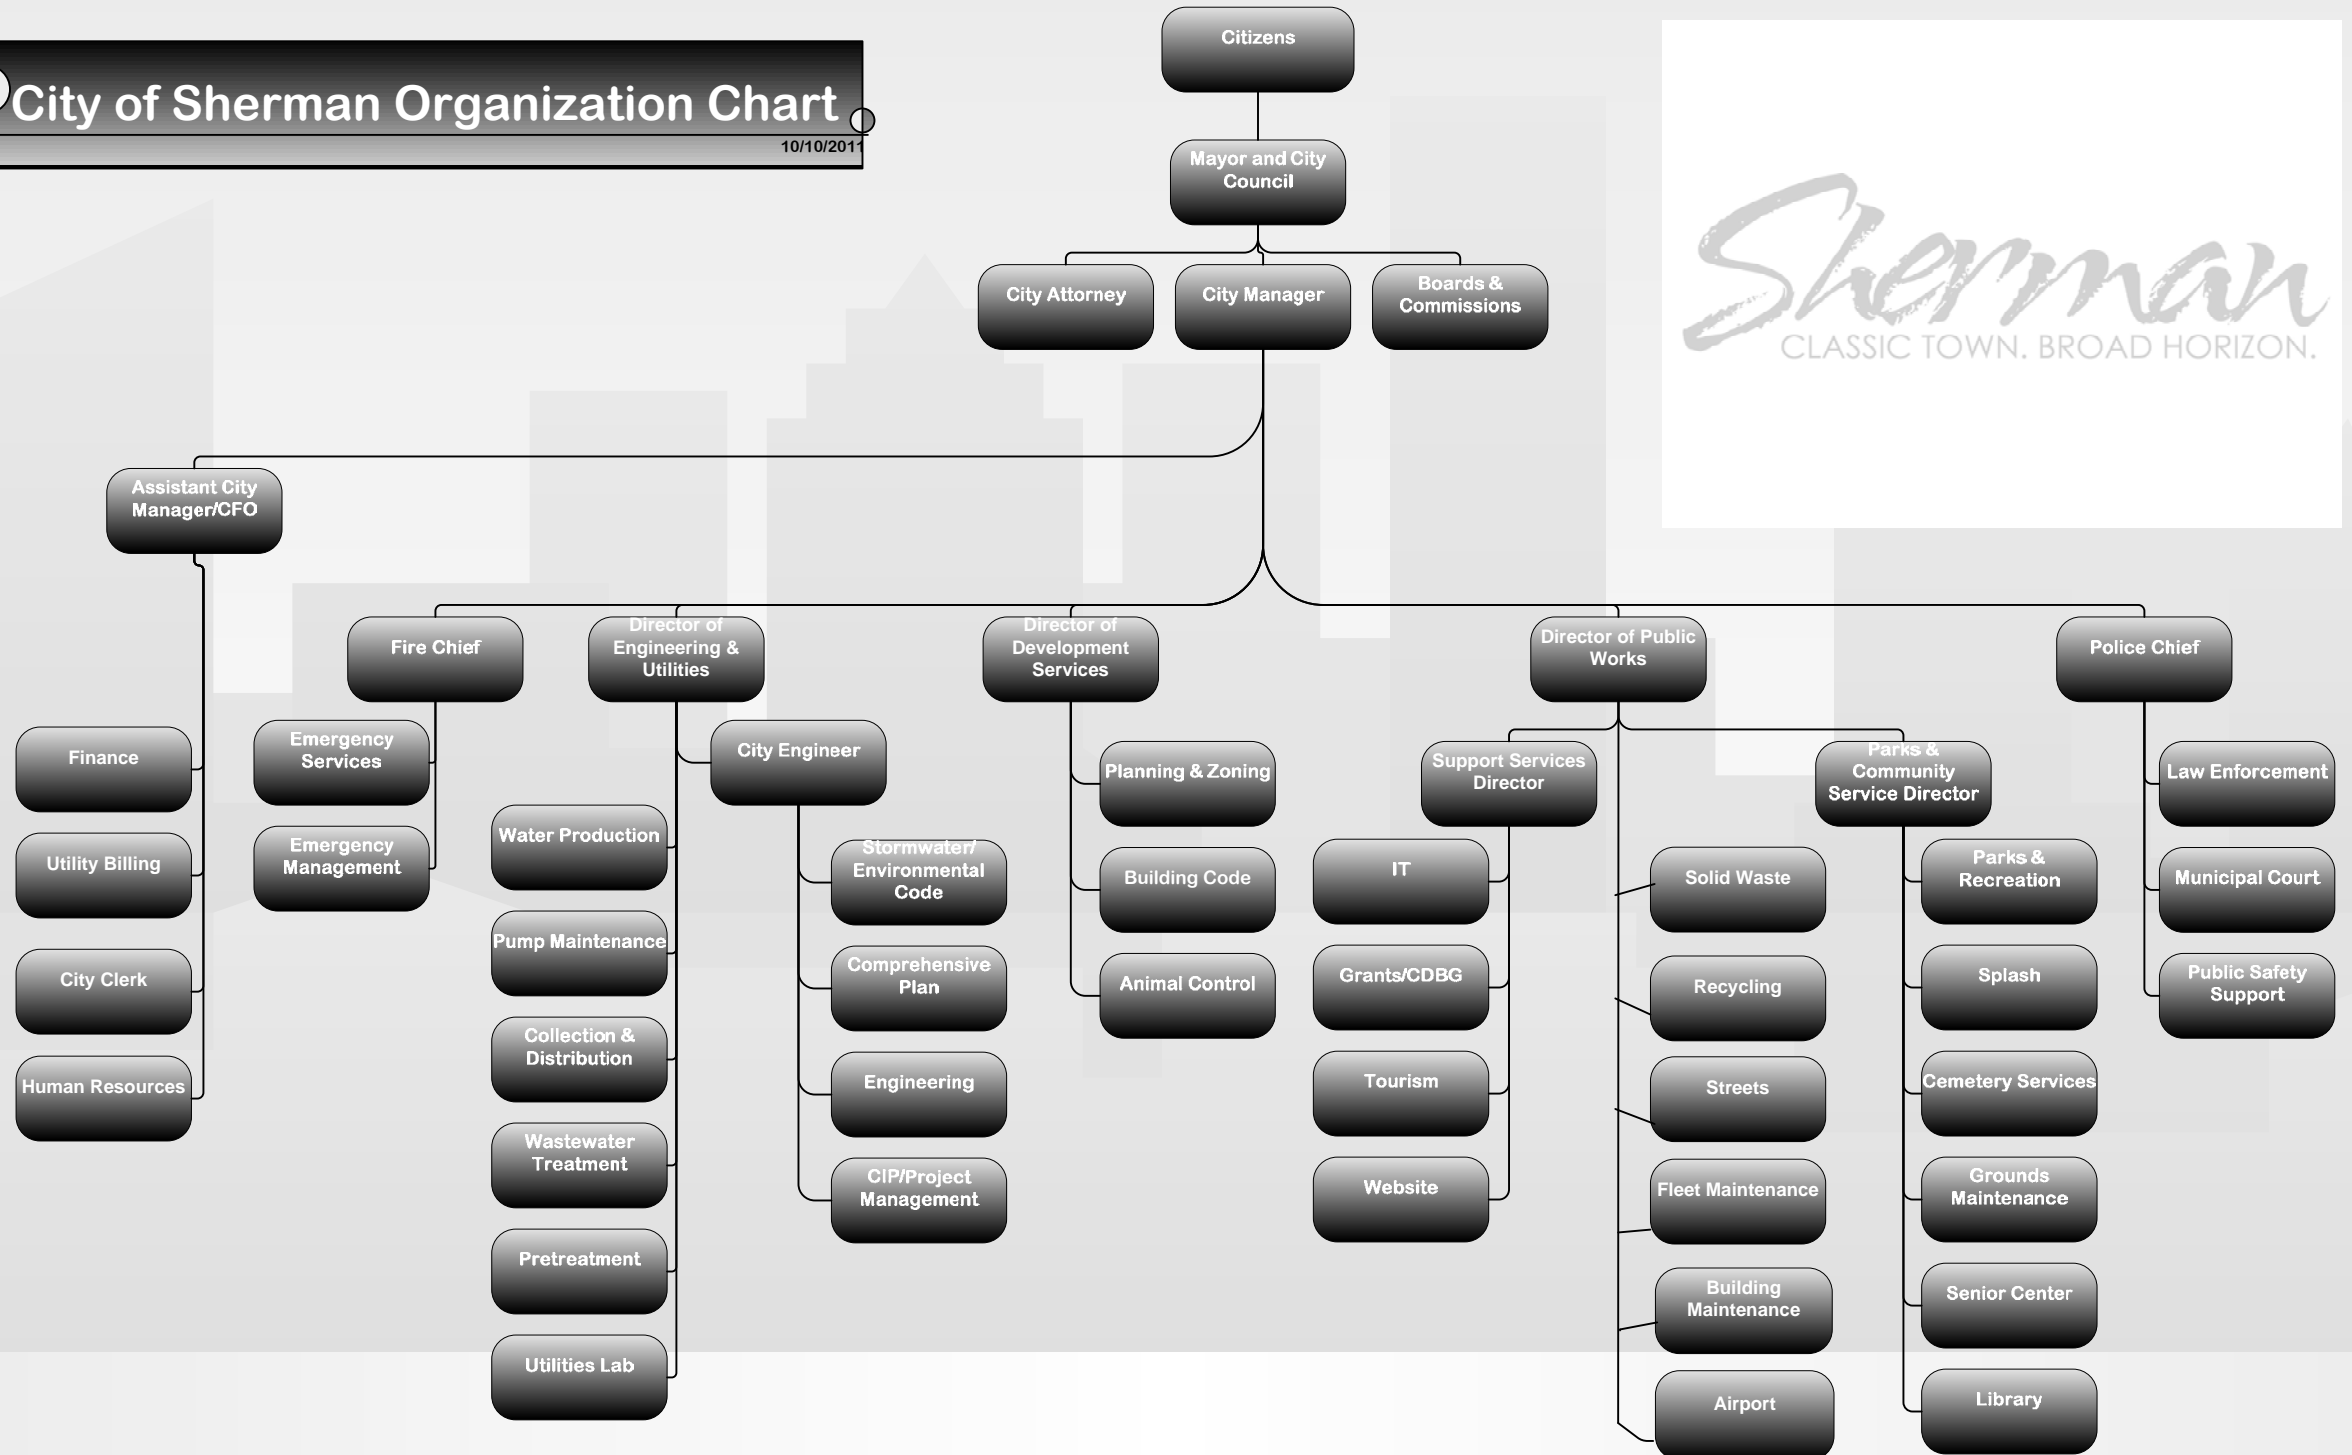 City of Sherman Organization Chart
10/10/2011
Citizens
Mayor and City
Council
City Attorney
City Manager
Boards &
Commissions
Sherman
CLASSIC TOWN. BROAD HORIZON.
Assistant City
Manager/CFO
Finance
Utility Billing
City Clerk
Human Resources
Fire Chief
Emergency
Services
Emergency
Management
Director of
Engineering &
Utilities
City Engineer
Water Production
Pump Maintenance
Collection &
Distribution
Wastewater
Treatment
Pretreatment
Utilities Lab
Stormwater/
Environmental
Code
Comprehensive
Plan
Engineering
CIP/Project
Management
Director of
Development
Services
Planning & Zoning
Building Code
Animal Control
Director of Public
Works
Support Services
Director
IT
Grants/CDBG
Tourism
Website
Solid Waste
Recycling
Streets
Fleet Maintenance
Building
Maintenance
Airport
Parks &
Community
Service Director
Parks &
Recreation
Splash
Cemetery Services
Grounds
Maintenance
Senior Center
Library
Police Chief
Law Enforcement
Municipal Court
Public Safety
Support